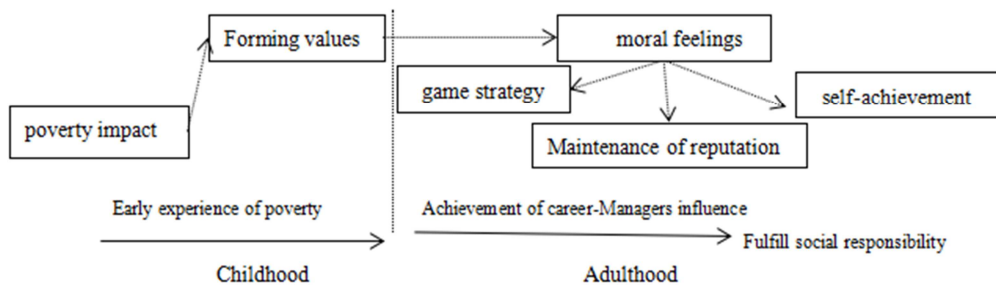 Forming values
moral feelings
game strategy
self-achievement
poverty impact
Maintenance of reputation
Early experience of poverty
Achievement of career-Managers influence
Fulfill social responsibility
Childhood
Adulthood